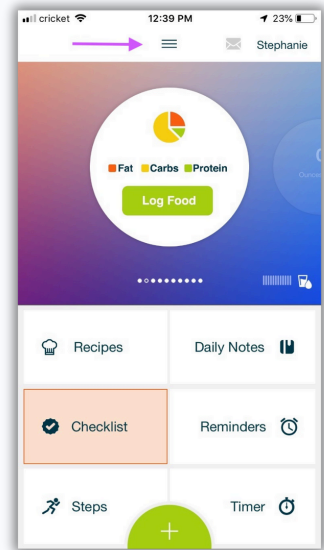 cricket 12:39 PM 23%
Stephanie
Fat Carbs Protein
Log Food
Recipes Daily Notes
Checklist Reminders
Steps Timer
+